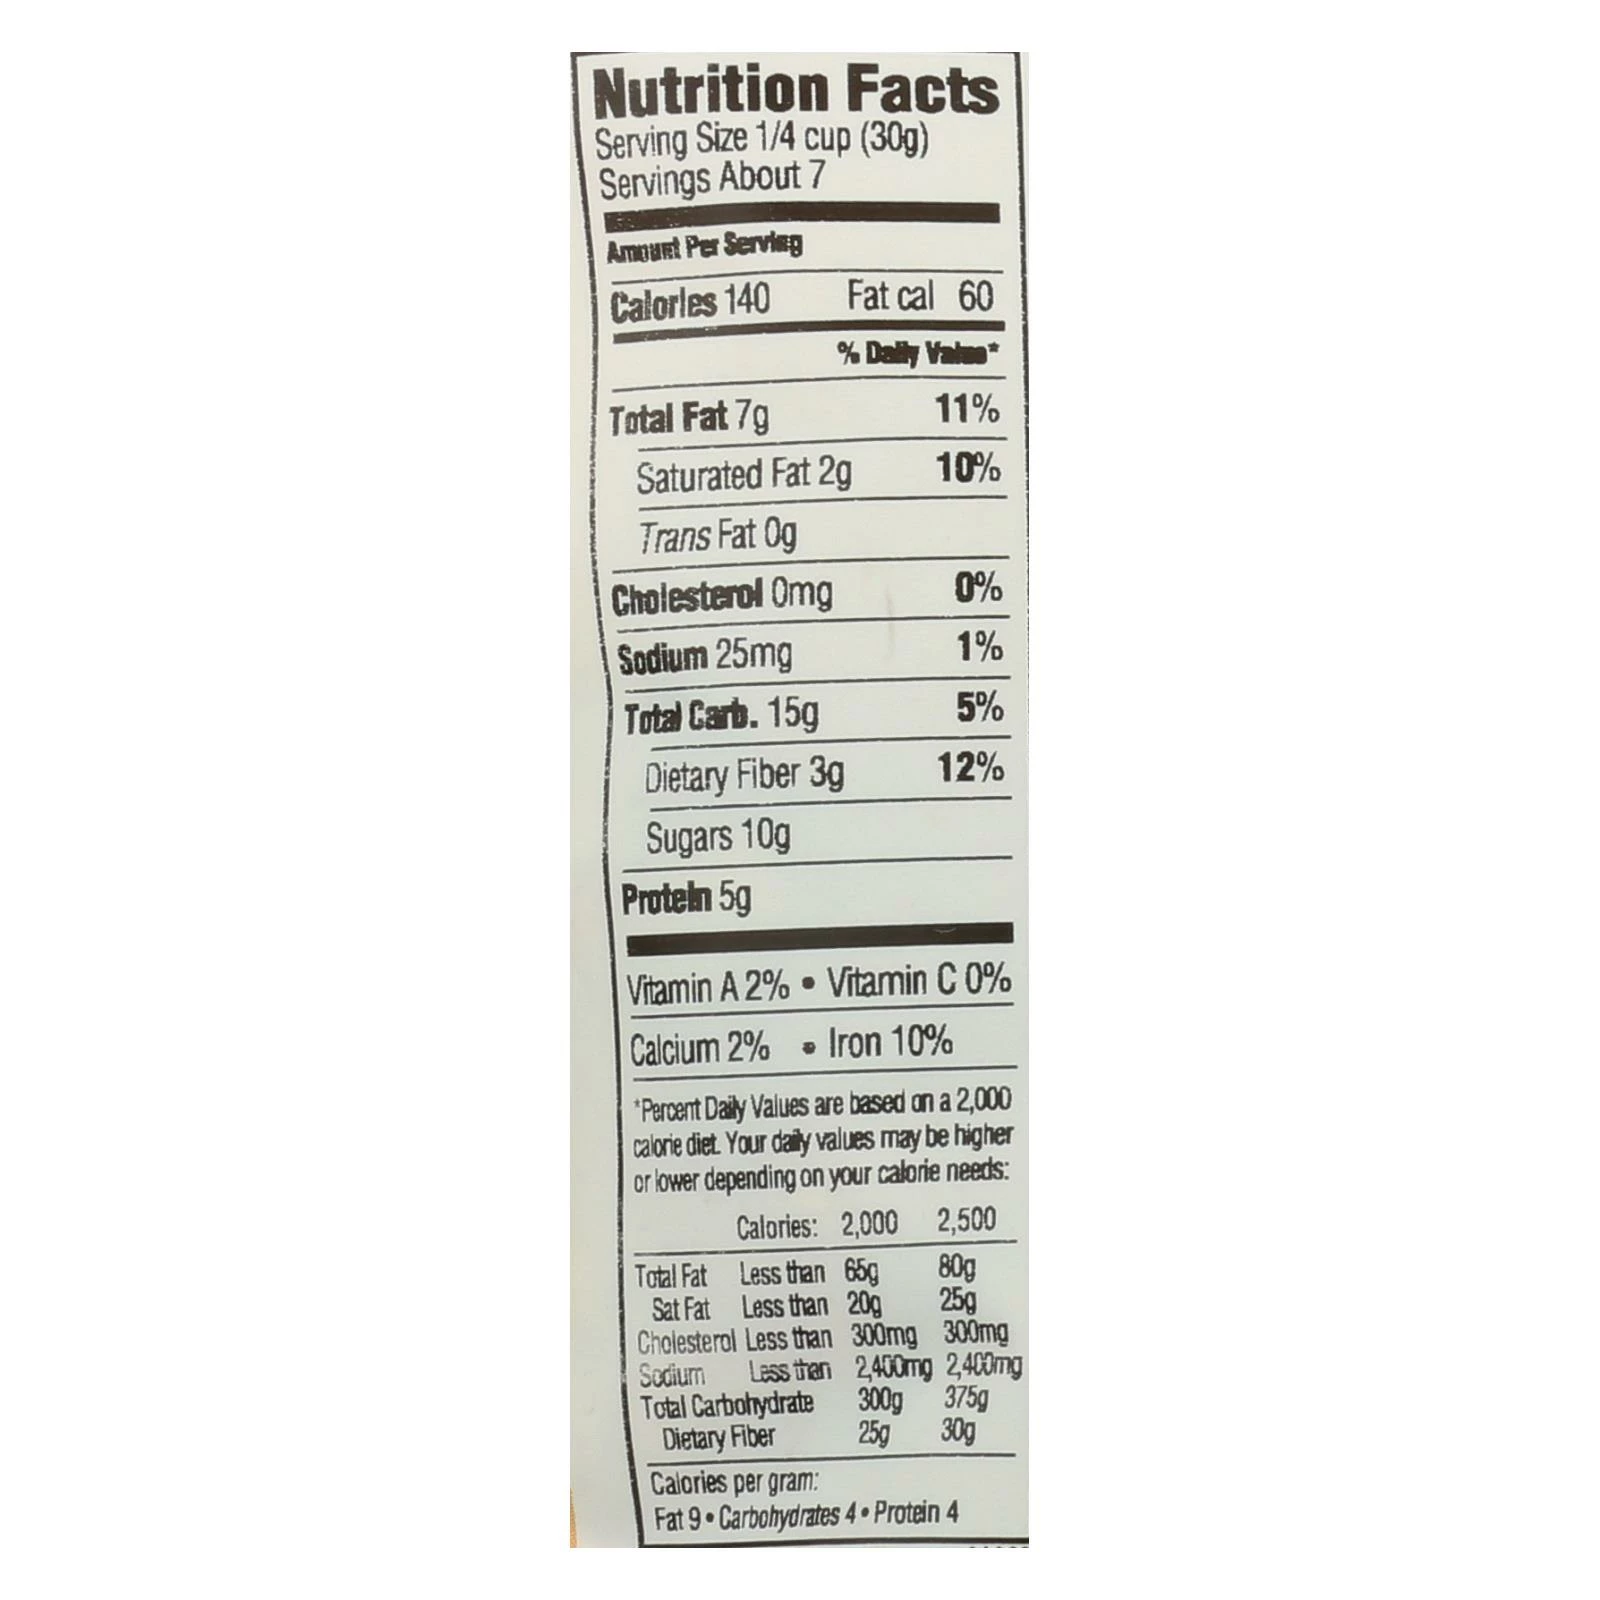 Nutrition Facts
Serving Size 1/4 cup (30g)
Servings About 7
Amount Per Serving
Calories 140 Fat cal 60
% Daily Value*
Total Fat 7g 11%
Saturated Fat 2g 10%
Trans Fat 0g
Cholesterol 0mg 0%
Sodium 25mg 1%
Total Carb. 15g 5%
Dietary Fiber 3g 12%
Sugars 10g
Protein 5g
Vitamin A 2% • Vitamin C 0%
Calcium 2% • Iron 10%
*Percent Daily Values are based on a 2,000
calorie diet. Your daily values may be higher
or lower depending on your calorie needs:
Calories: 2,000 2,500
Total Fat Less than 65g 80g
Sat Fat Less than 20g 25g
Cholesterol Less than 300mg 300mg
Sodium Less than 2,400mg 2,400mg
Total Carbohydrate 300g 375g
Dietary Fiber 25g 30g
Calories per gram:
Fat 9 • Carbohydrates 4 • Protein 4